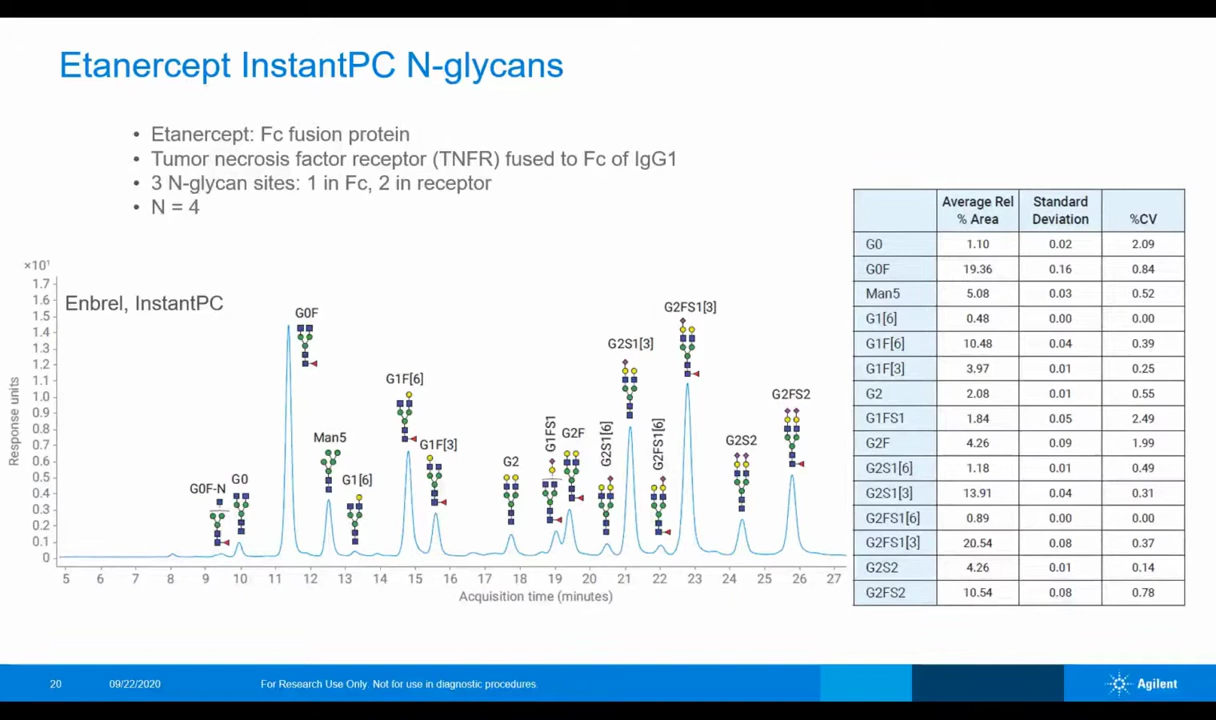 Etanercept InstantPC N-glycans
• Etanercept: Fc fusion protein
• Tumor necrosis factor receptor (TNFR) fused to Fc of IgG1
• 3 N-glycan sites: 1 in Fc, 2 in receptor
• N = 4
×10¹
1.7
1.6
1.5
1.4
1.3
1.2
1.1
1.0
0.9
0.8
0.7
0.6
0.5
0.4
0.3
0.2
0.1
0
Response units
Enbrel, InstantPC
G0F-N
G0
G0F
Man5
G1[6]
G1F[6]
G1F[3]
G2
G1FS1
G2F
G2S1[6]
G2S1[3]
G2FS1[6]
G2FS1[3]
G2S2
G2FS2
5 6 7 8 9 10 11 12 13 14 15 16 17 18 19 20 21 22 23 24 25 26 27
Acquisition time (minutes)
Average Rel % Area Standard Deviation %CV
G0 1.10 0.02 2.09
G0F 19.36 0.16 0.84
Man5 5.08 0.03 0.52
G1[6] 0.48 0.00 0.00
G1F[6] 10.48 0.04 0.39
G1F[3] 3.97 0.01 0.25
G2 2.08 0.01 0.55
G1FS1 1.84 0.05 2.49
G2F 4.26 0.09 1.99
G2S1[6] 1.18 0.01 0.49
G2S1[3] 13.91 0.04 0.31
G2FS1[6] 0.89 0.00 0.00
G2FS1[3] 20.54 0.08 0.37
G2S2 4.26 0.01 0.14
G2FS2 10.54 0.08 0.78
20 09/22/2020 For Research Use Only. Not for use in diagnostic procedures. Agilent